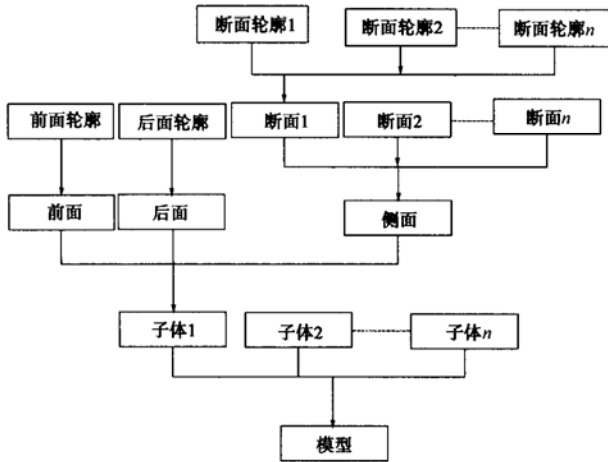 断面轮廓1 断面轮廓2 断面轮廓n
前面轮廓 后面轮廓 断面1 断面2 断面n
前面 后面 侧面
子体1 子体2 子体n
模型